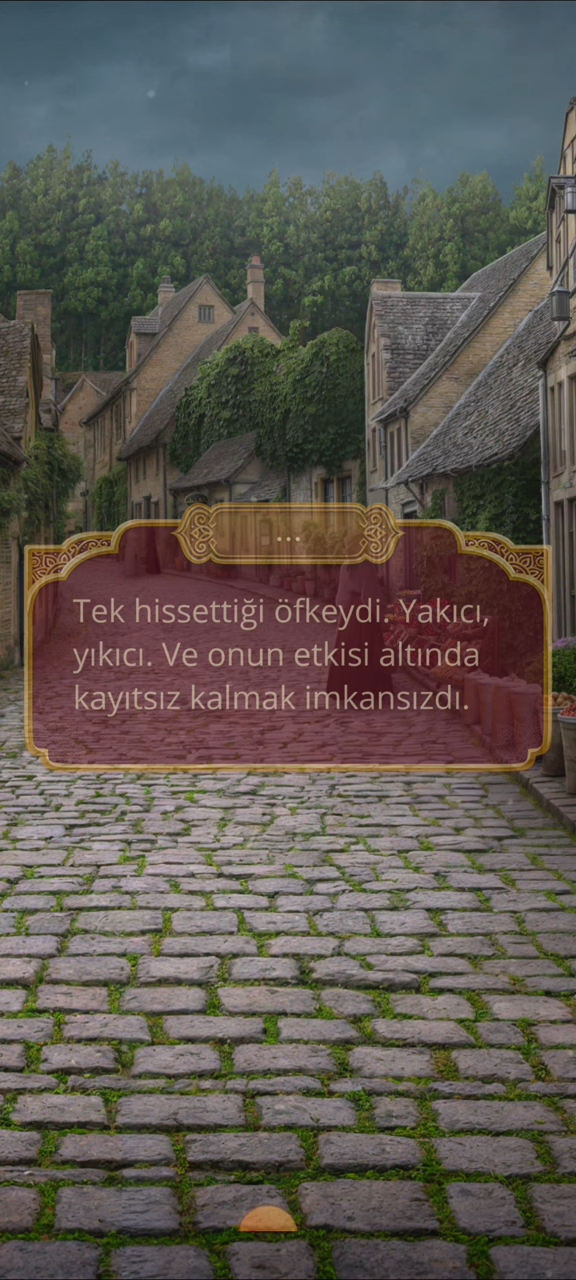 ...
Tek hissettiği öfkeydi. Yakıcı,
yıkıcı. Ve onun etkisi altında
kayıtsız kalmak imkansızdı.